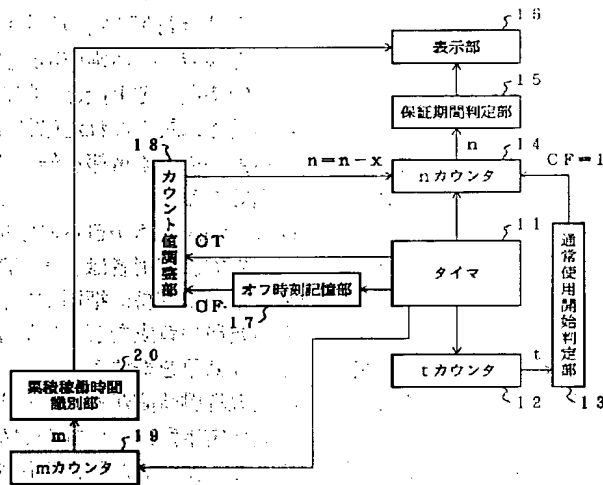 16
表示部
15
保証期間判定部
18
n
14
n=n-x
CF=1
nカウンタ
カウント値調整部
11
OT
タイマ
通常使用開始判定部
OF
オフ時刻記憶部
17
20
tカウンタ
t
累積稼働時間
識別部
12
13
m
19
mカウンタ